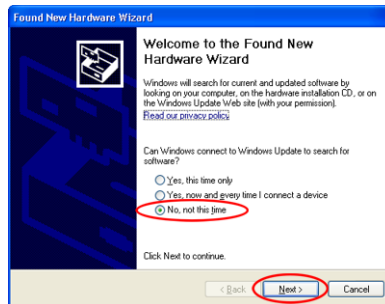 Found New Hardware Wizard
Welcome to the Found New
Hardware Wizard
Windows will search for current and updated software by
looking on your computer, on the hardware installation CD, or on
the Windows Update Web site (with your permission).
Read our privacy policy
Can Windows connect to Windows Update to search for
software?
Yes, this time only
Yes, now and every time I connect a device
No, not this time
Click Next to continue.
< Back
Next >
Cancel